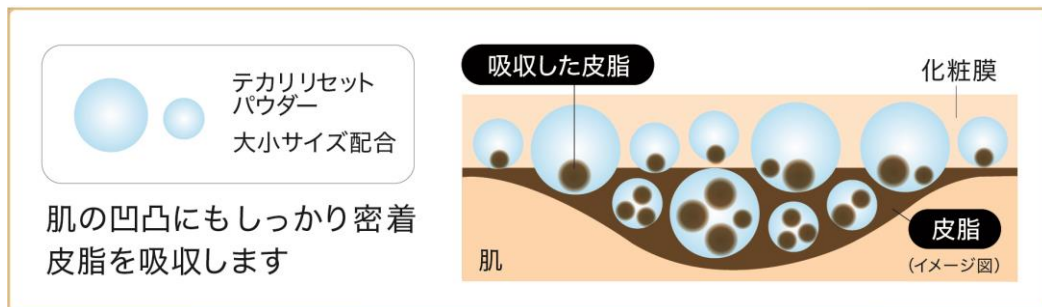 テカリリセット
パウダー
大小サイズ配合
肌の凹凸にもしっかり密着
皮脂を吸収します
吸収した皮脂
化粧膜
皮脂
(イメージ図)
肌